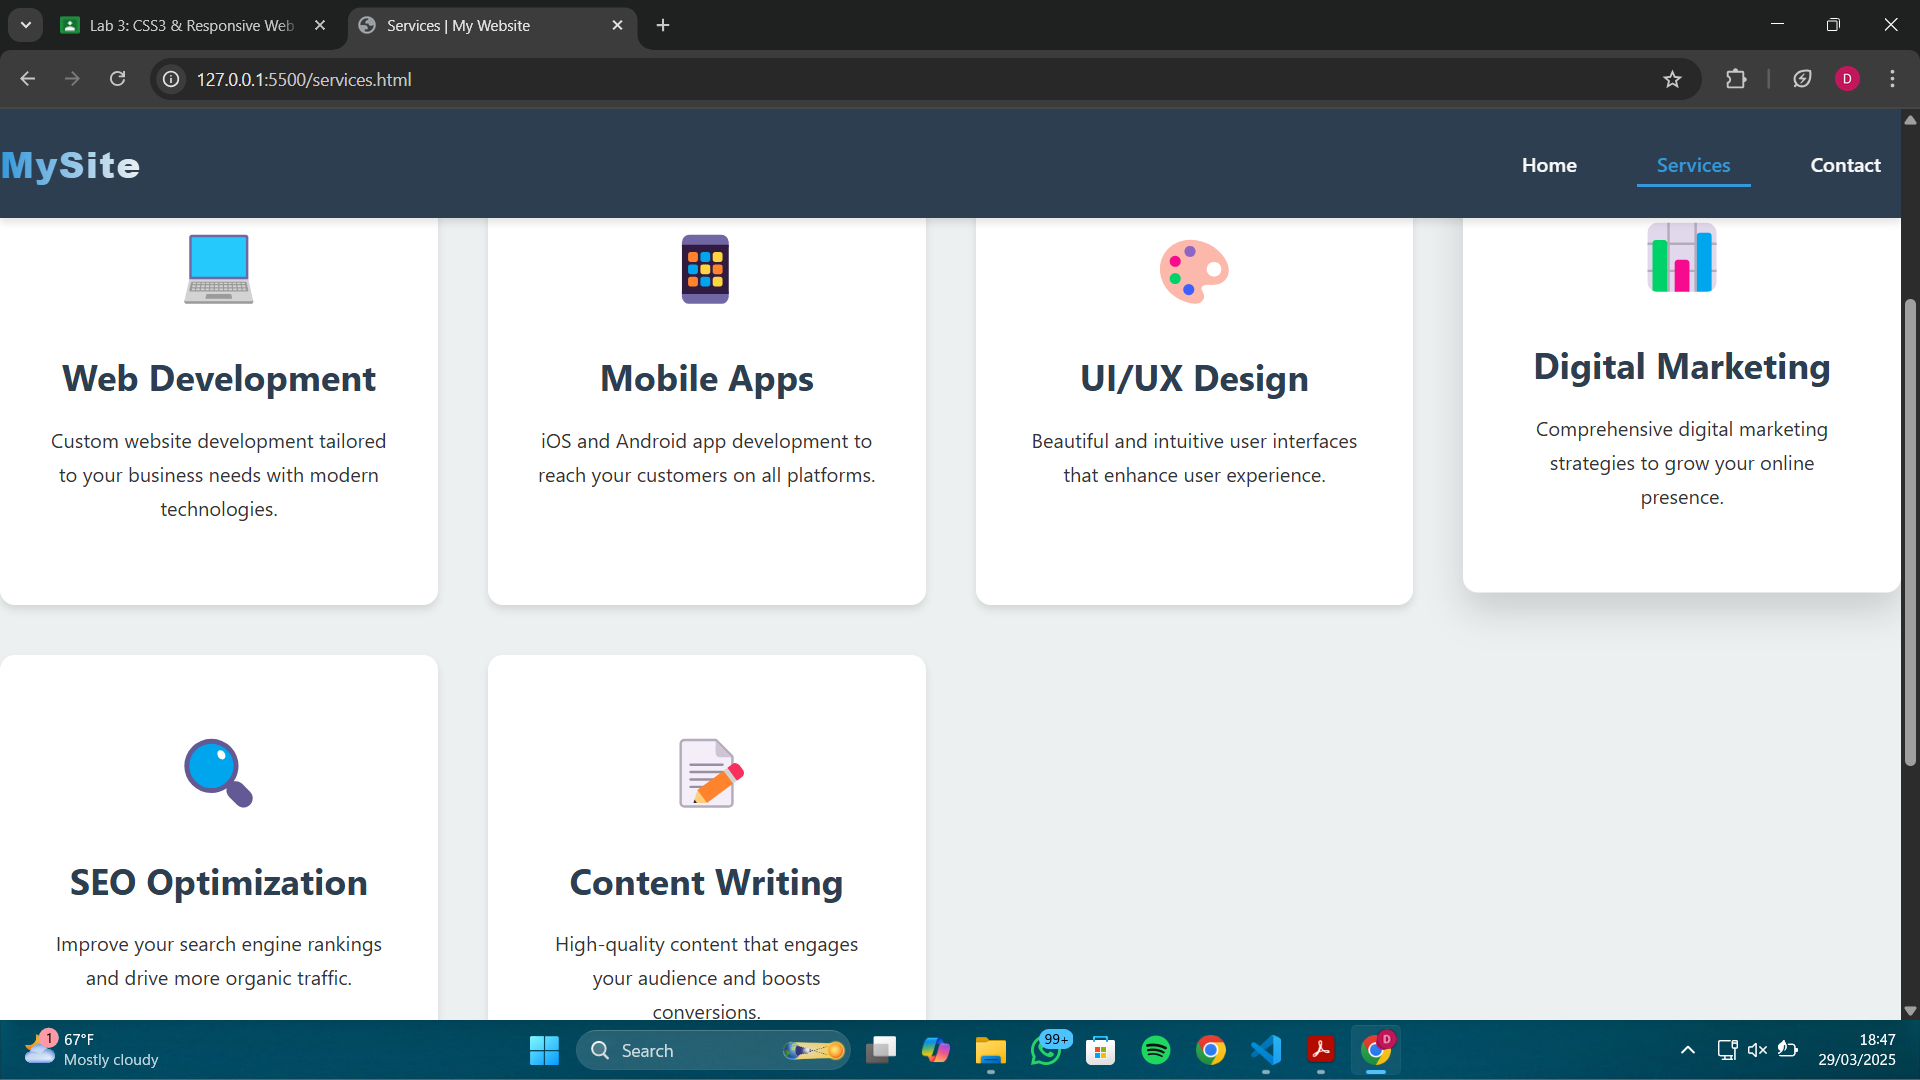 Lab 3: CSS3 & Responsive Web
Services | My Website
127.0.0.1:5500/services.html
D
MySite
Home
Services
Contact
Web Development
Custom website development tailored
to your business needs with modern
technologies.
Mobile Apps
iOS and Android app development to
reach your customers on all platforms.
UI/UX Design
Beautiful and intuitive user interfaces
that enhance user experience.
Digital Marketing
Comprehensive digital marketing
strategies to grow your online
presence.
SEO Optimization
Improve your search engine rankings
and drive more organic traffic.
Content Writing
High-quality content that engages
your audience and boosts
conversions.
1
67°F
Mostly cloudy
Search
99+
D
18:47
29/03/2025